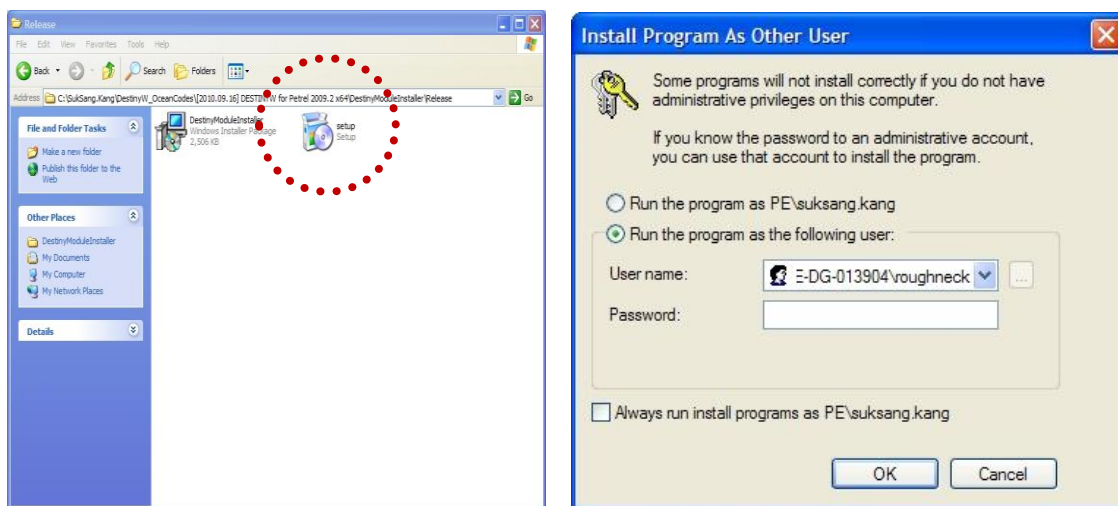 Release
File Edit View Favorites Tools Help
Back Search Folders
Address C:\SukSang.Kang\DestinyW_OceanCodes\[2010.09.16] DESTINYW for Petrel 2009.2 x64\DestinyModuleInstaller\Release Go
File and Folder Tasks
Make a new folder
Publish this folder to the
Web
Other Places
DestinyModuleInstaller
My Documents
My Computer
My Network Places
Details
DestinyModuleInstaller
Windows Installer Package
2,506 KB
setup
Setup
Install Program As Other User
Some programs will not install correctly if you do not have
administrative privileges on this computer.
If you know the password to an administrative account,
you can use that account to install the program.
Run the program as PE\suksang.kang
Run the program as the following user:
User name: E-DG-013904\roughneck ...
Password:
Always run install programs as PE\suksang.kang
OK Cancel